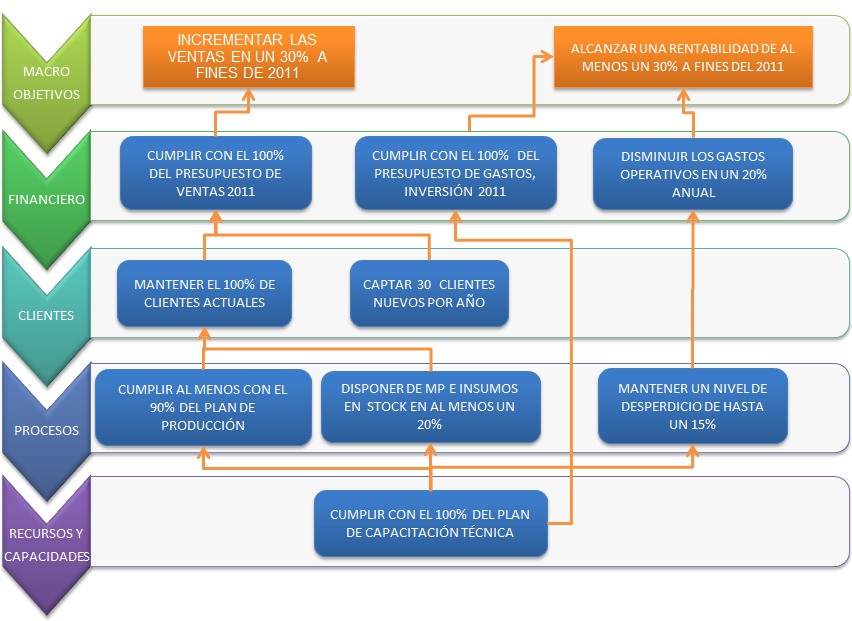 MACRO
OBJETIVOS
INCREMENTAR LAS
VENTAS EN UN 30% A
FINES DE 2011
ALCANZAR UNA RENTABILIDAD DE AL
MENOS UN 30% A FINES DEL 2011
FINANCIERO
CUMPLIR CON EL 100%
DEL PRESUPUESTO DE
VENTAS 2011
CUMPLIR CON EL 100% DEL
PRESUPUESTO DE GASTOS,
INVERSIÓN 2011
DISMINUIR LOS GASTOS
OPERATIVOS EN UN 20%
ANUAL
CLIENTES
MANTENER EL 100% DE
CLIENTES ACTUALES
CAPTAR 30 CLIENTES
NUEVOS POR AÑO
PROCESOS
CUMPLIR AL MENOS CON EL
90% DEL PLAN DE
PRODUCCIÓN
DISPONER DE MP E INSUMOS
EN STOCK EN AL MENOS UN
20%
MANTENER UN NIVEL DE
DESPERDICIO DE HASTA
UN 15%
RECURSOS Y
CAPACIDADES
CUMPLIR CON EL 100% DEL PLAN
DE CAPACITACIÓN TÉCNICA